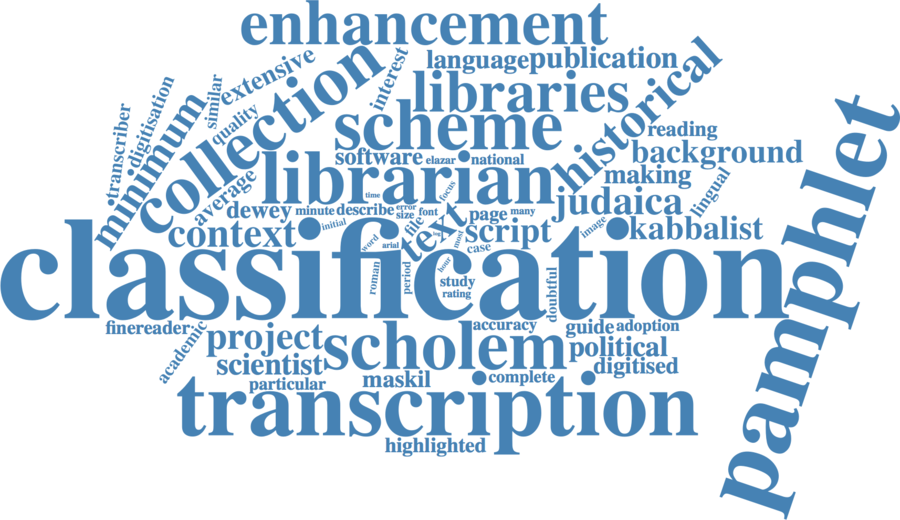 enhancement
language
publication
interest
extensive
similar
collection
libraries
historical
digitisation
transcriber
minimum
quality
scheme
reading
background
software
elazar
national
librarian
making
lingual
average
time
focus
judaica
dewey
minute
describe
error
size
font
page
many
file
text
context
initial
script
image
kabbalist
word
arial
most
case
classification
hour
roman
period
study
rating
doubtful
pamphlet
finereader
academic
project
accuracy
guide
adoption
scholem
political
scientist
digitised
particular
maskil
complete
transcription
highlighted